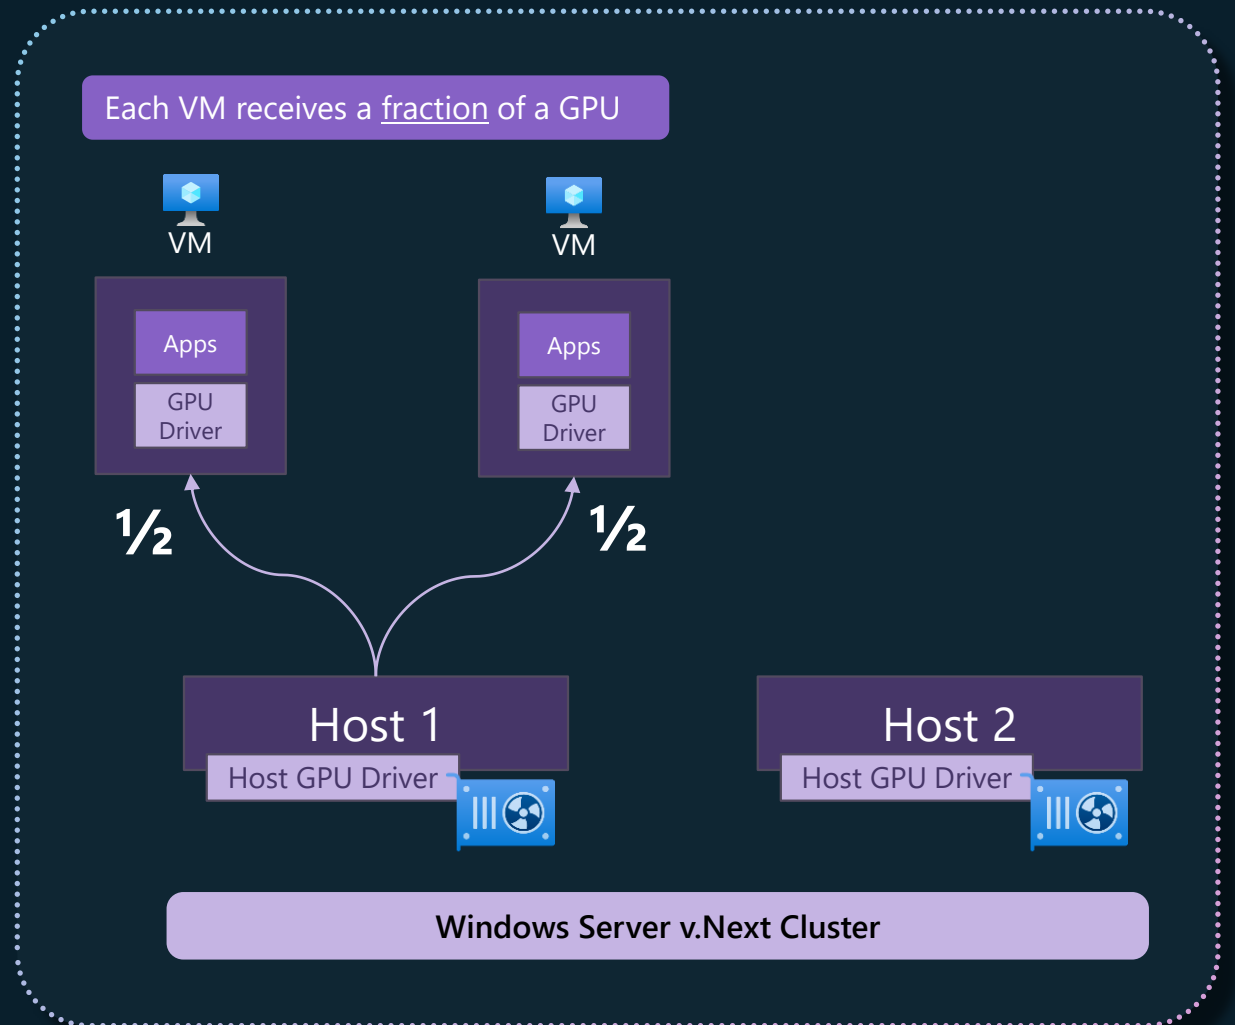 Each VM receives a fraction of a GPU
VM
VM
Apps
GPU
Driver
Apps
GPU
Driver
½
½
Host 1
Host GPU Driver
Host 2
Host GPU Driver
Windows Server v.Next Cluster